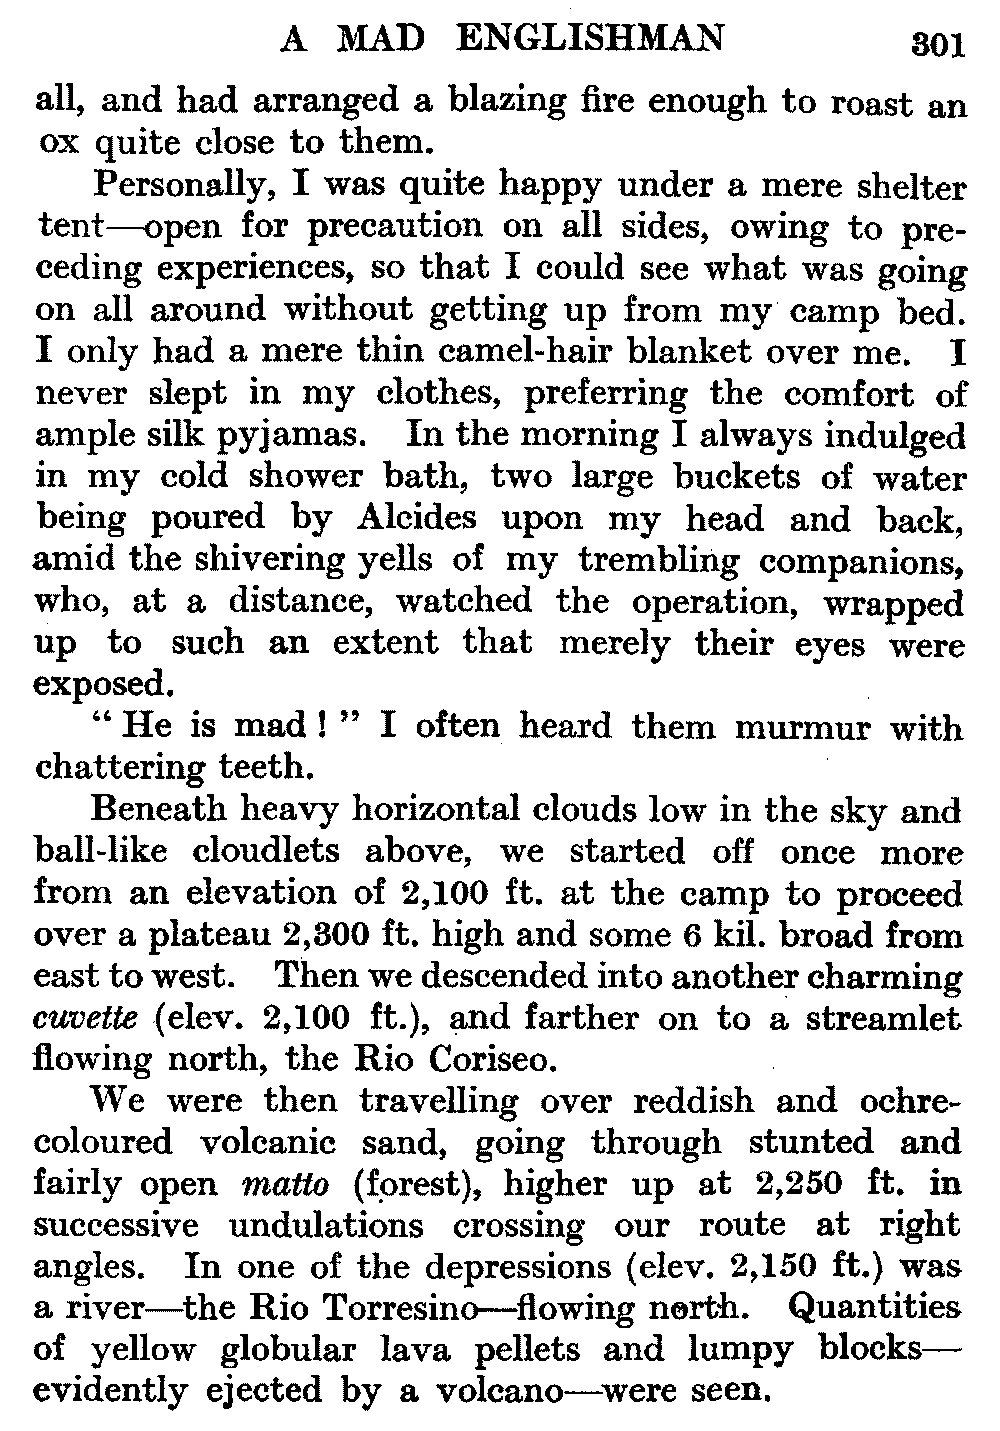 A MAD ENGLISHMAN 301
all, and had arranged a blazing fire enough to roast an
ox quite close to them.
Personally, I was quite happy under a mere shelter
tent—open for precaution on all sides, owing to pre-
ceding experiences, so that I could see what was going
on all around without getting up from my camp bed.
I only had a mere thin camel-hair blanket over me. I
never slept in my clothes, preferring the comfort of
ample silk pyjamas. In the morning I always indulged
in my cold shower bath, two large buckets of water
being poured by Alcides upon my head and back,
amid the shivering yells of my trembling companions,
who, at a distance, watched the operation, wrapped
up to such an extent that merely their eyes were
exposed.
“ He is mad ! ” I often heard them murmur with
chattering teeth.
Beneath heavy horizontal clouds low in the sky and
ball-like cloudlets above, we started off once more
from an elevation of 2,100 ft. at the camp to proceed
over a plateau 2,300 ft. high and some 6 kil. broad from
east to west. Then we descended into another charming
cuvette (elev. 2,100 ft.), and farther on to a streamlet
flowing north, the Rio Coriseo.
We were then travelling over reddish and ochre-
coloured volcanic sand, going through stunted and
fairly open matto (forest), higher up at 2,250 ft. in
successive undulations crossing our route at right
angles. In one of the depressions (elev. 2,150 ft.) was
a river—the Rio Torresino—flowing north. Quantities
of yellow globular lava pellets and lumpy blocks—
evidently ejected by a volcano—were seen.